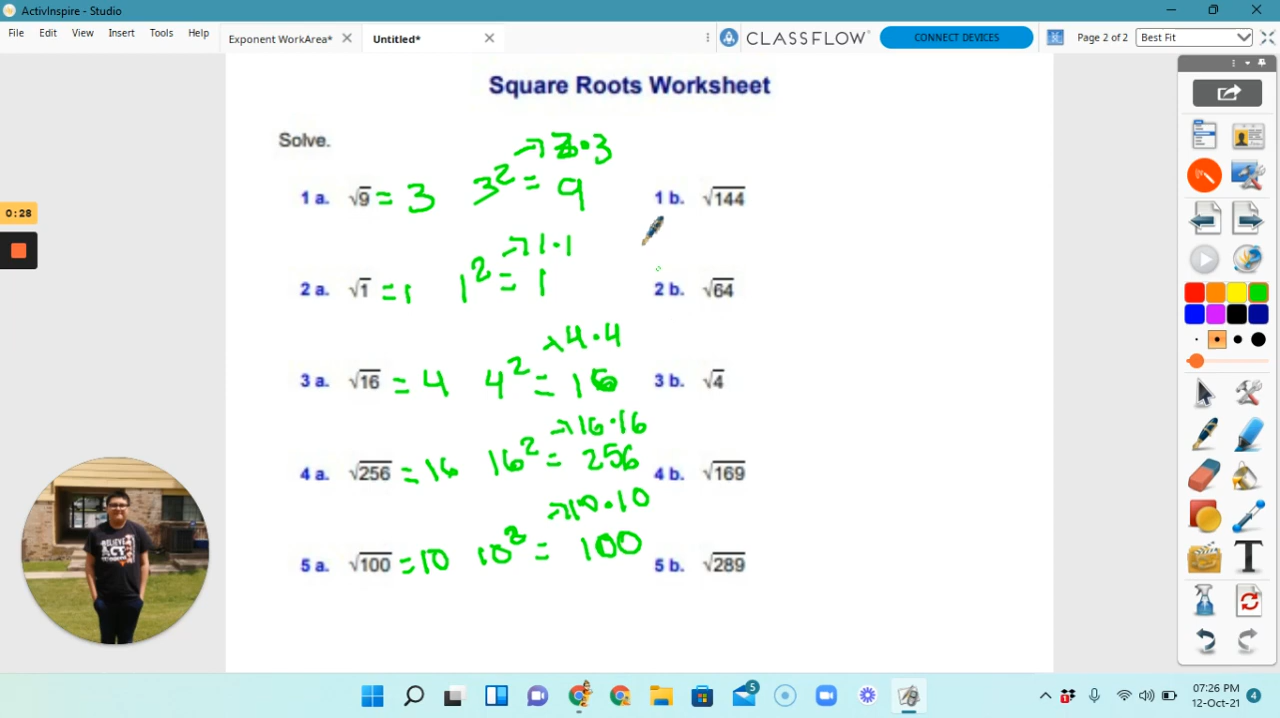 ActivInspire - Studio
File Edit View Insert Tools Help
Exponent WorkArea* Untitled*
CLASSFLOW CONNECT DEVICES Page 2 of 2 Best Fit
Square Roots Worksheet
Solve.
→ 3·3
1 a. √9 = 3 3² = 9 1 b. √144
→ 1·1
2 a. √1 = 1 1² = 1 2 b. √64
→ 4·4
3 a. √16 = 4 4² = 16 3 b. √4
→ 16·16
4 a. √256 = 16 16² = 256 4 b. √169
→ 10·10
5 a. √100 = 10 10² = 100 5 b. √289
0:28
BELIEVE
ACT
T
5
07:26 PM
12-Oct-21
4